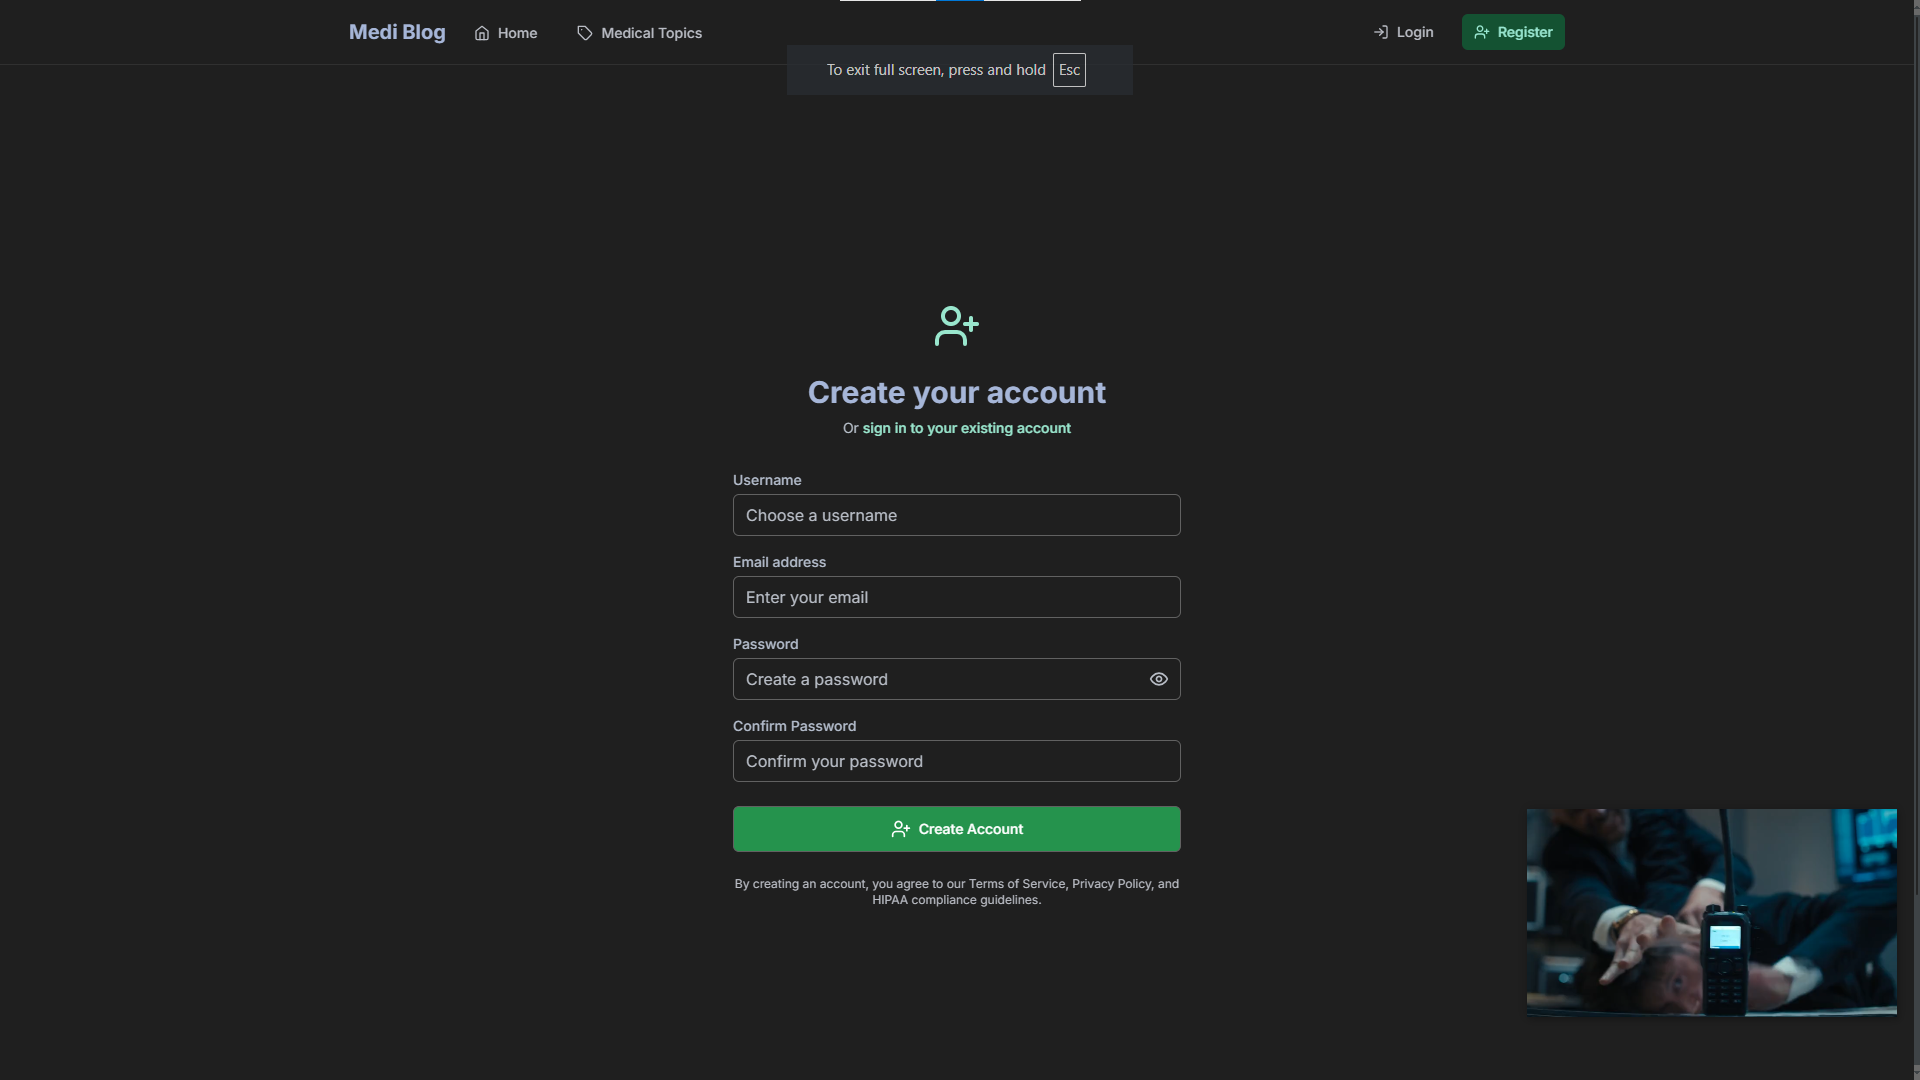 Medi Blog
Home
Medical Topics
Login
Register
To exit full screen, press and hold Esc
Create your account
Or sign in to your existing account
Username
Choose a username
Email address
Enter your email
Password
Create a password
Confirm Password
Confirm your password
Create Account
By creating an account, you agree to our Terms of Service, Privacy Policy, and
HIPAA compliance guidelines.